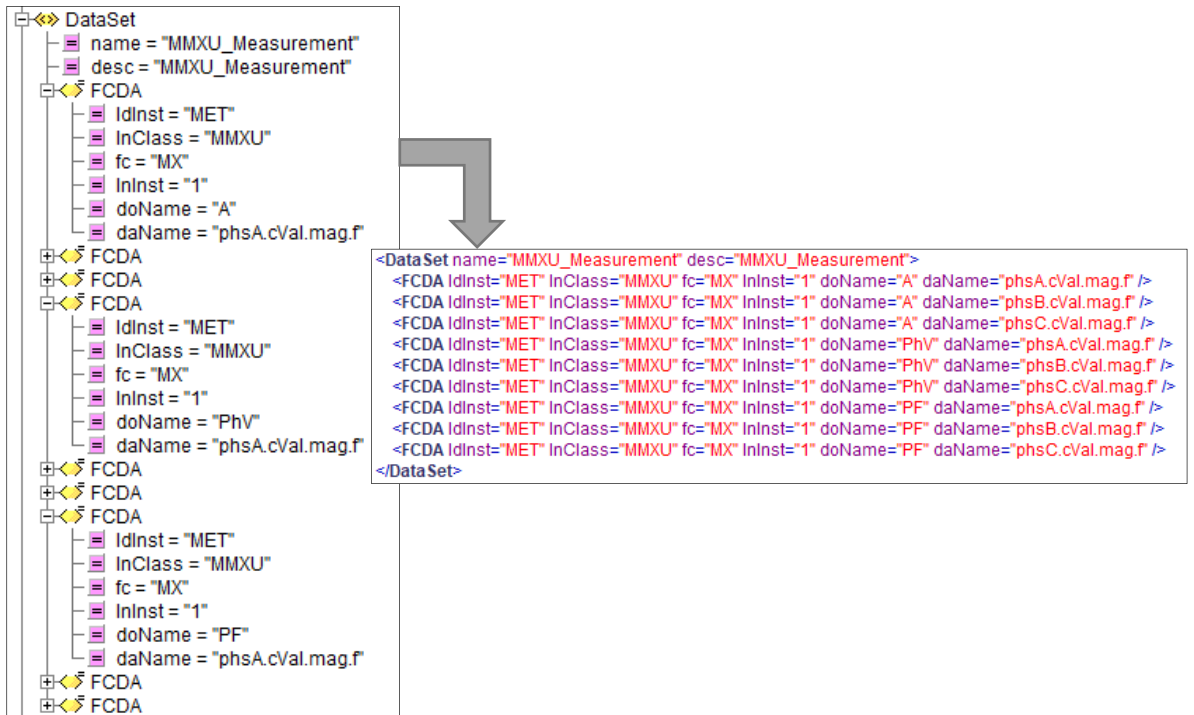 DataSet
name = "MMXU_Measurement"
desc = "MMXU_Measurement"
FCDA
ldInst = "MET"
lnClass = "MMXU"
fc = "MX"
lnInst = "1"
doName = "A"
daName = "phsA.cVal.mag.f"
FCDA
FCDA
FCDA
ldInst = "MET"
lnClass = "MMXU"
fc = "MX"
lnInst = "1"
doName = "PhV"
daName = "phsA.cVal.mag.f"
FCDA
FCDA
FCDA
ldInst = "MET"
lnClass = "MMXU"
fc = "MX"
lnInst = "1"
doName = "PF"
daName = "phsA.cVal.mag.f"
FCDA
FCDA
<DataSet name="MMXU_Measurement" desc="MMXU_Measurement">
<FCDA ldInst="MET" lnClass="MMXU" fc="MX" lnInst="1" doName="A" daName="phsA.cVal.mag.f" />
<FCDA ldInst="MET" lnClass="MMXU" fc="MX" lnInst="1" doName="A" daName="phsB.cVal.mag.f" />
<FCDA ldInst="MET" lnClass="MMXU" fc="MX" lnInst="1" doName="A" daName="phsC.cVal.mag.f" />
<FCDA ldInst="MET" lnClass="MMXU" fc="MX" lnInst="1" doName="PhV" daName="phsA.cVal.mag.f" />
<FCDA ldInst="MET" lnClass="MMXU" fc="MX" lnInst="1" doName="PhV" daName="phsB.cVal.mag.f" />
<FCDA ldInst="MET" lnClass="MMXU" fc="MX" lnInst="1" doName="PhV" daName="phsC.cVal.mag.f" />
<FCDA ldInst="MET" lnClass="MMXU" fc="MX" lnInst="1" doName="PF" daName="phsA.cVal.mag.f" />
<FCDA ldInst="MET" lnClass="MMXU" fc="MX" lnInst="1" doName="PF" daName="phsB.cVal.mag.f" />
<FCDA ldInst="MET" lnClass="MMXU" fc="MX" lnInst="1" doName="PF" daName="phsC.cVal.mag.f" />
</DataSet>